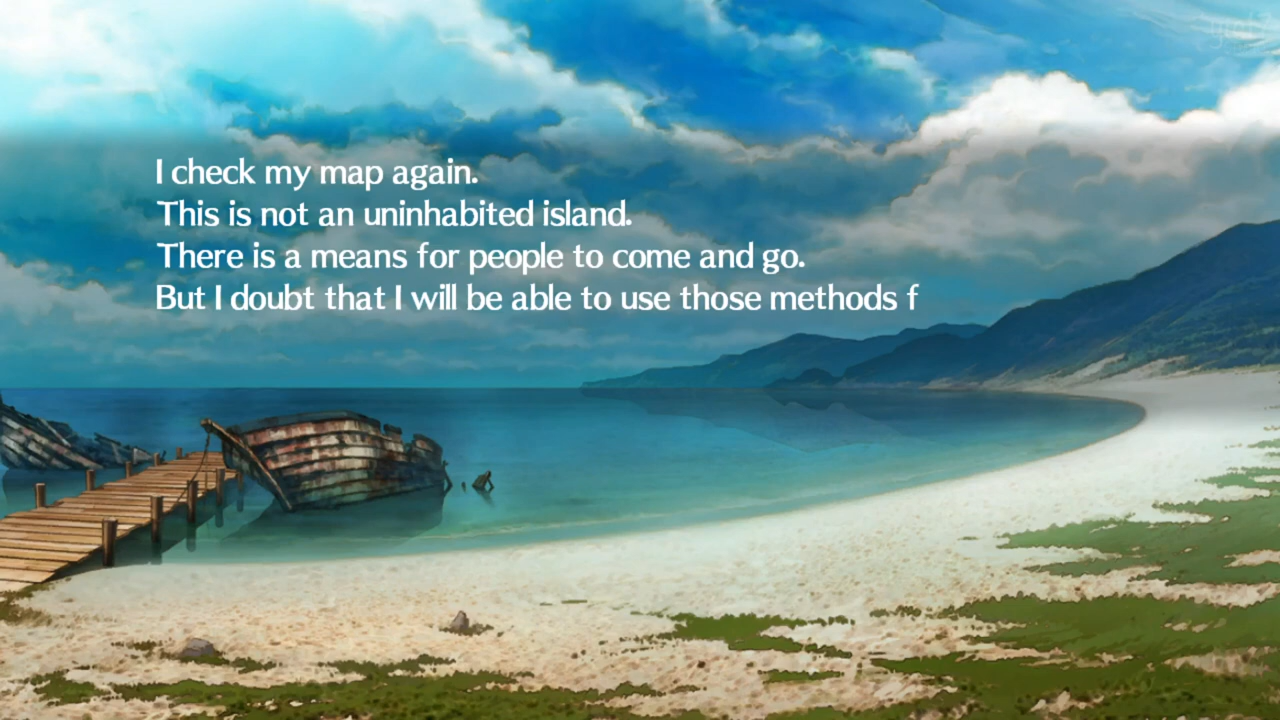 I check my map again.
This is not an uninhabited island.
There is a means for people to come and go.
But I doubt that I will be able to use those methods f